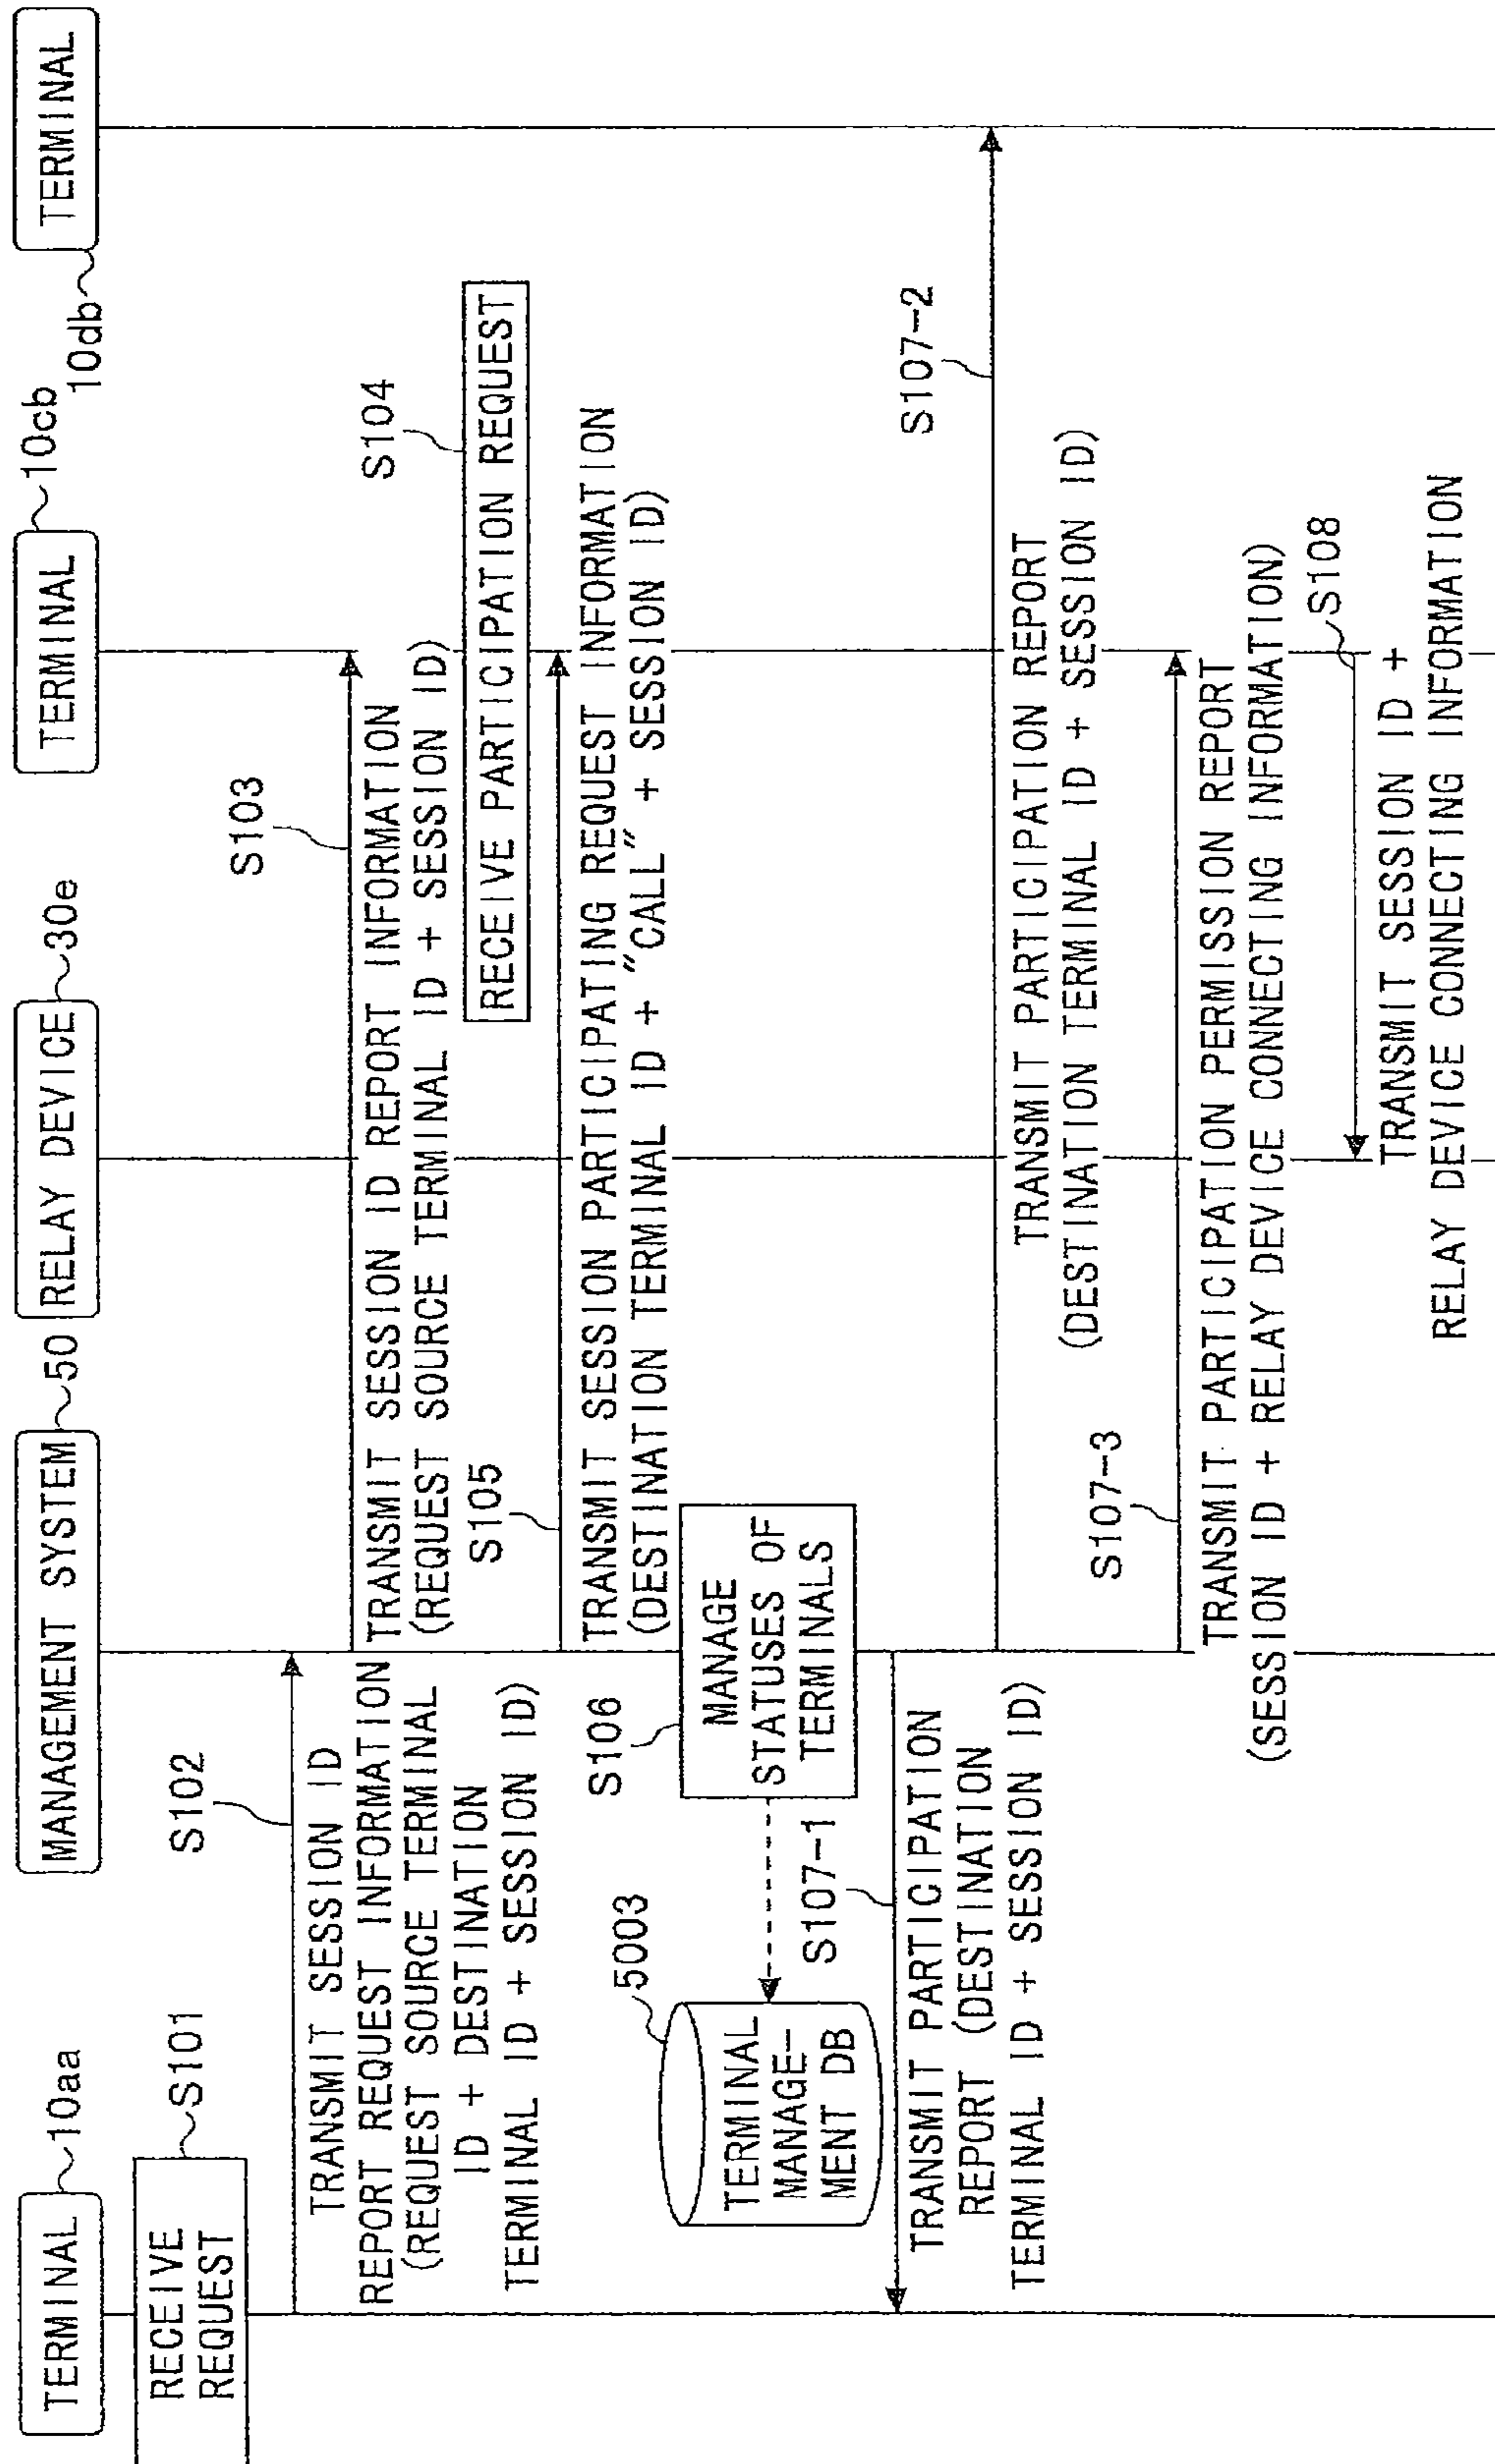 TERMINAL
10aa
MANAGEMENT SYSTEM
50
RELAY DEVICE
30e
TERMINAL
10cb
TERMINAL
10db
RECEIVE
REQUEST
S101
S102
TRANSMIT SESSION ID
REPORT REQUEST INFORMATION
(REQUEST SOURCE TERMINAL
ID + DESTINATION
TERMINAL ID + SESSION ID)
S103
TRANSMIT SESSION ID REPORT INFORMATION
(REQUEST SOURCE TERMINAL ID + SESSION ID)
S104
RECEIVE PARTICIPATION REQUEST
S105
TRANSMIT SESSION PARTICIPATING REQUEST INFORMATION
(DESTINATION TERMINAL ID + "CALL" + SESSION ID)
S106
MANAGE
STATUSES OF
TERMINALS
5003
TERMINAL
MANAGE-
MENT DB
S107-1
TRANSMIT PARTICIPATION
REPORT (DESTINATION
TERMINAL ID + SESSION ID)
S107-2
TRANSMIT PARTICIPATION REPORT
(DESTINATION TERMINAL ID + SESSION ID)
S107-3
TRANSMIT PARTICIPATION PERMISSION REPORT
(SESSION ID + RELAY DEVICE CONNECTING INFORMATION)
S108
TRANSMIT SESSION ID +
RELAY DEVICE CONNECTING INFORMATION